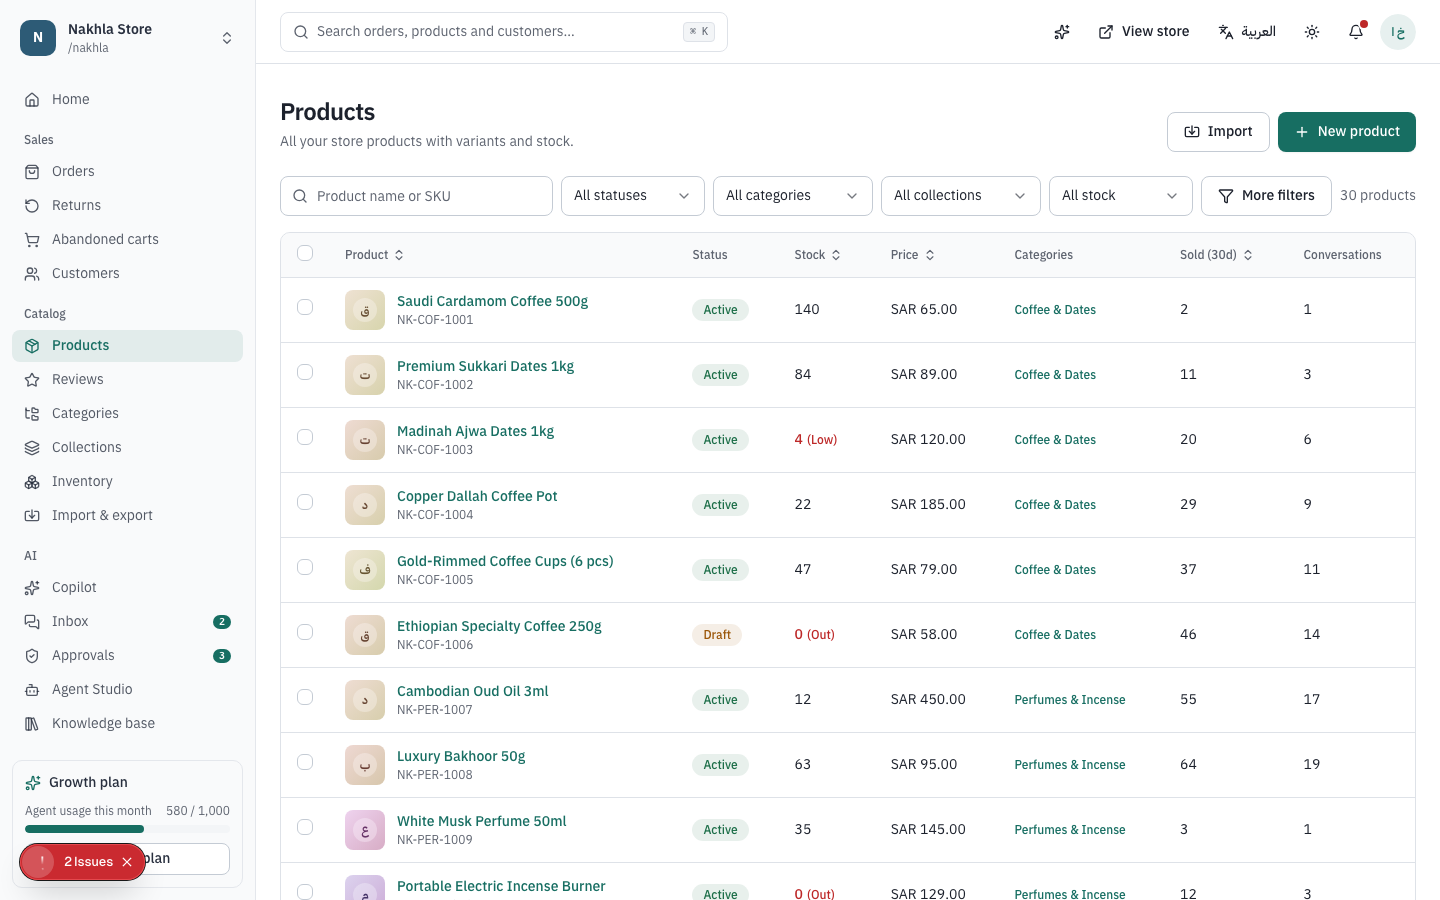 N
Nakhla Store
/nakhla
Home
Sales
Orders
Returns
Abandoned carts
Customers
Catalog
Products
Reviews
Categories
Collections
Inventory
Import & export
AI
Copilot
Inbox 2
Approvals 3
Agent Studio
Knowledge base
Growth plan
Agent usage this month 580 / 1,000
plan
! 2 Issues
Search orders, products and customers... ⌘ K
View store
العربية
خ ا
Products
All your store products with variants and stock.
Import
New product
Product name or SKU
All statuses
All categories
All collections
All stock
More filters
30 products
Product Status Stock Price Categories Sold (30d) Conversations
ق Saudi Cardamom Coffee 500g Active 140 SAR 65.00 Coffee & Dates 2 1
NK-COF-1001
ت Premium Sukkari Dates 1kg Active 84 SAR 89.00 Coffee & Dates 11 3
NK-COF-1002
ت Madinah Ajwa Dates 1kg Active 4 (Low) SAR 120.00 Coffee & Dates 20 6
NK-COF-1003
د Copper Dallah Coffee Pot Active 22 SAR 185.00 Coffee & Dates 29 9
NK-COF-1004
ف Gold-Rimmed Coffee Cups (6 pcs) Active 47 SAR 79.00 Coffee & Dates 37 11
NK-COF-1005
ق Ethiopian Specialty Coffee 250g Draft 0 (Out) SAR 58.00 Coffee & Dates 46 14
NK-COF-1006
د Cambodian Oud Oil 3ml Active 12 SAR 450.00 Perfumes & Incense 55 17
NK-PER-1007
ب Luxury Bakhoor 50g Active 63 SAR 95.00 Perfumes & Incense 64 19
NK-PER-1008
ع White Musk Perfume 50ml Active 35 SAR 145.00 Perfumes & Incense 3 1
NK-PER-1009
Portable Electric Incense Burner Active 0 (Out) SAR 129.00 Perfumes & Incense 12 3